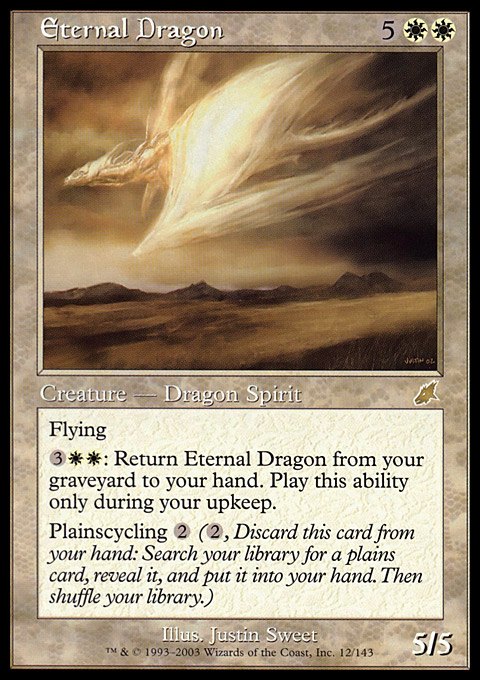 Eternal Dragon 5
JUSTIN 02
Creature — Dragon Spirit
Flying
3: Return Eternal Dragon from your
graveyard to your hand. Play this ability
only during your upkeep.
Plainscycling 2 (2, Discard this card from
your hand: Search your library for a plains
card, reveal it, and put it into your hand. Then
shuffle your library.)
Illus. Justin Sweet
™ & © 1993–2003 Wizards of the Coast, Inc. 12/143
5/5